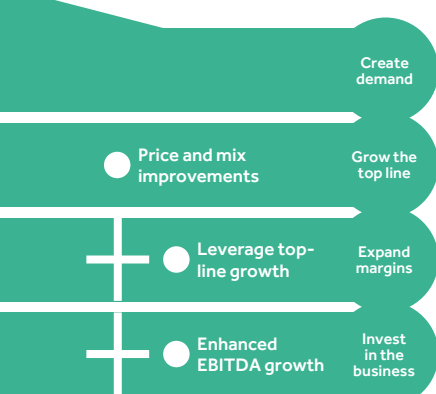 Create
demand
Price and mix
improvements
Grow the
top line
Leverage top-
line growth
Expand
margins
Enhanced
EBITDA growth
Invest
in the
business